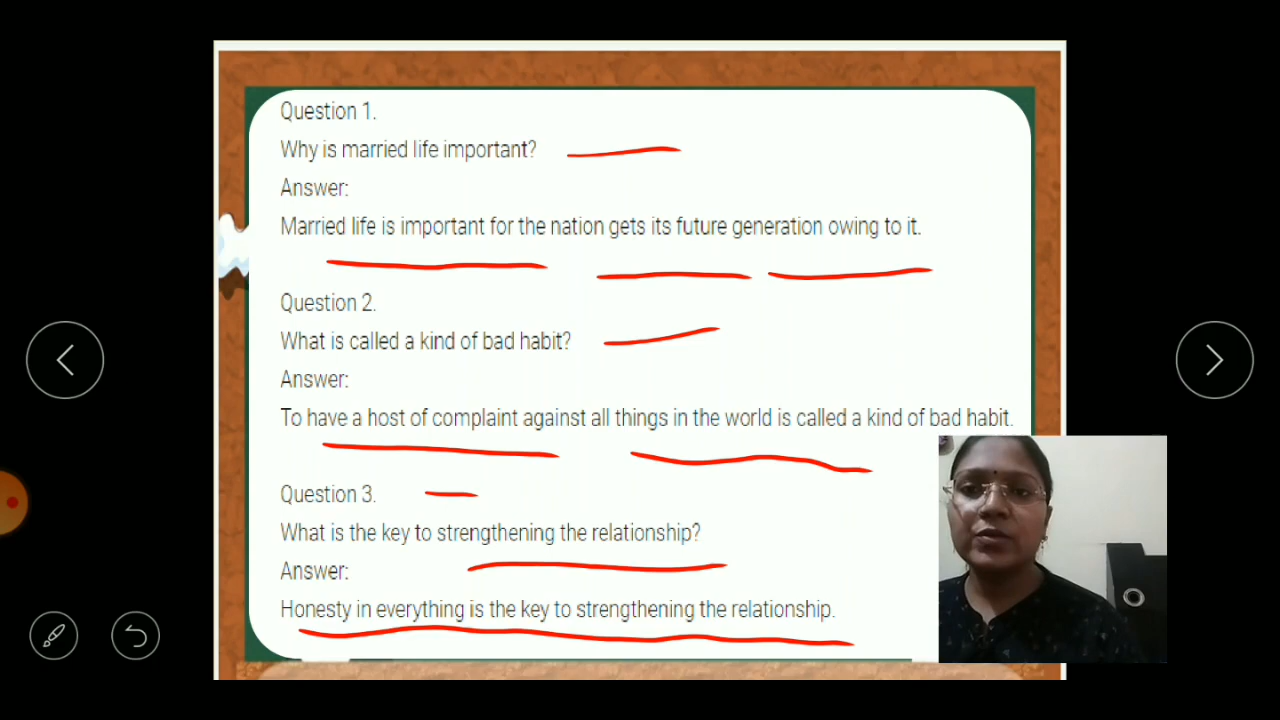 Question 1.
Why is married life important?
Answer:
Married life is important for the nation gets its future generation owing to it.
Question 2.
What is called a kind of bad habit?
Answer:
To have a host of complaint against all things in the world is called a kind of bad habit.
Question 3.
What is the key to strengthening the relationship?
Answer:
Honesty in everything is the key to strengthening the relationship.